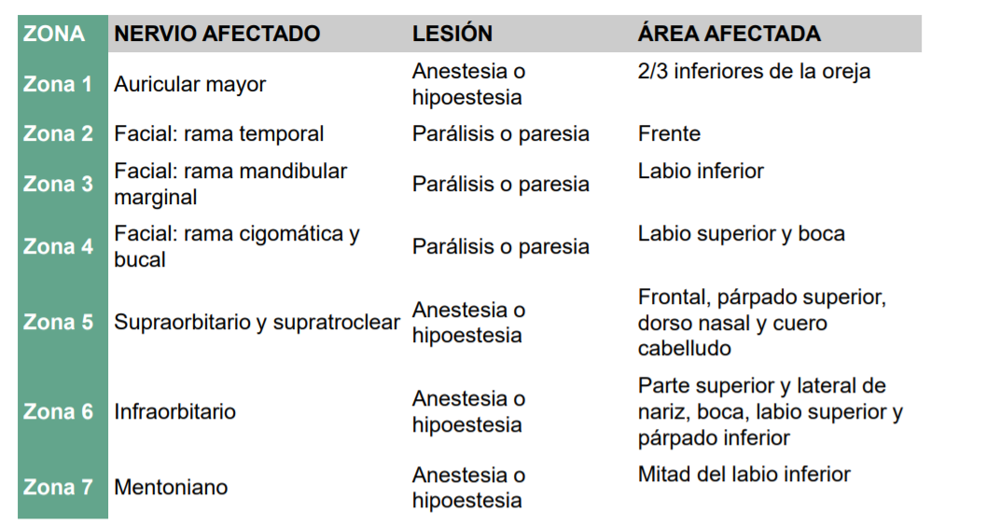 ZONA NERVIO AFECTADO LESIÓN ÁREA AFECTADA
Zona 1 Auricular mayor Anestesia o hipoestesia 2/3 inferiores de la oreja
Zona 2 Facial: rama temporal Parálisis o paresia Frente
Zona 3 Facial: rama mandibular marginal Parálisis o paresia Labio inferior
Zona 4 Facial: rama cigomática y bucal Parálisis o paresia Labio superior y boca
Zona 5 Supraorbitario y supratroclear Anestesia o hipoestesia Frontal, párpado superior, dorso nasal y cuero cabelludo
Zona 6 Infraorbitario Anestesia o hipoestesia Parte superior y lateral de nariz, boca, labio superior y párpado inferior
Zona 7 Mentoniano Anestesia o hipoestesia Mitad del labio inferior